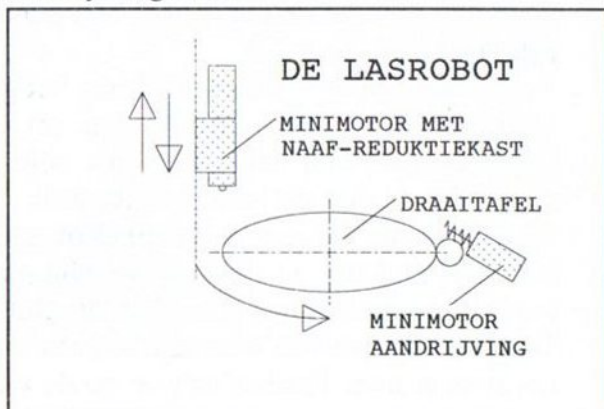 DE LASROBOT
MINIMOTOR MET
NAAF-REDUKTIEKAST
DRAAITAFEL
MINIMOTOR
AANDRIJVING